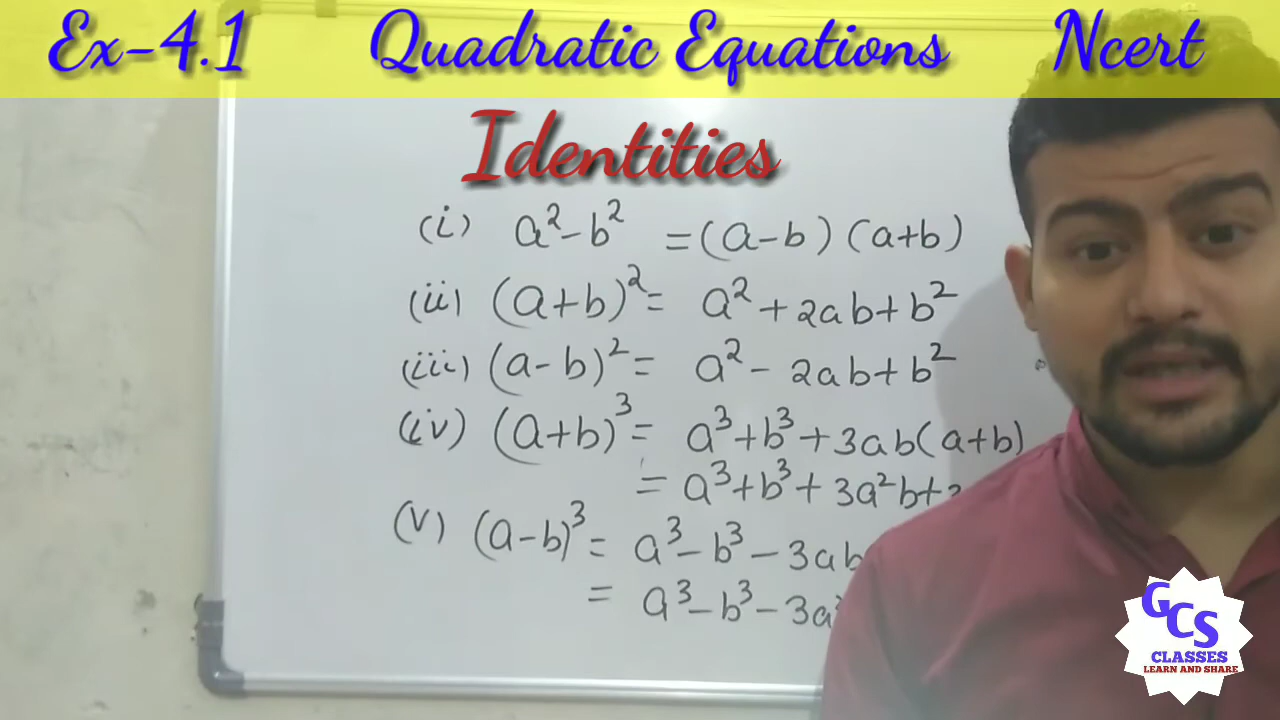 Ex-4.1 Quadratic Equations Ncert
Identities
(i) a²-b² = (a-b) (a+b)
(ii) (a+b)² = a² + 2ab + b²
(iii) (a-b)² = a² - 2ab + b²
(iv) (a+b)³ = a³+b³+3ab(a+b)
= a³+b³+3a²b+
(v) (a-b)³ = a³-b³-3ab
= a³-b³-3a
GCS
CLASSES
LEARN AND SHARE